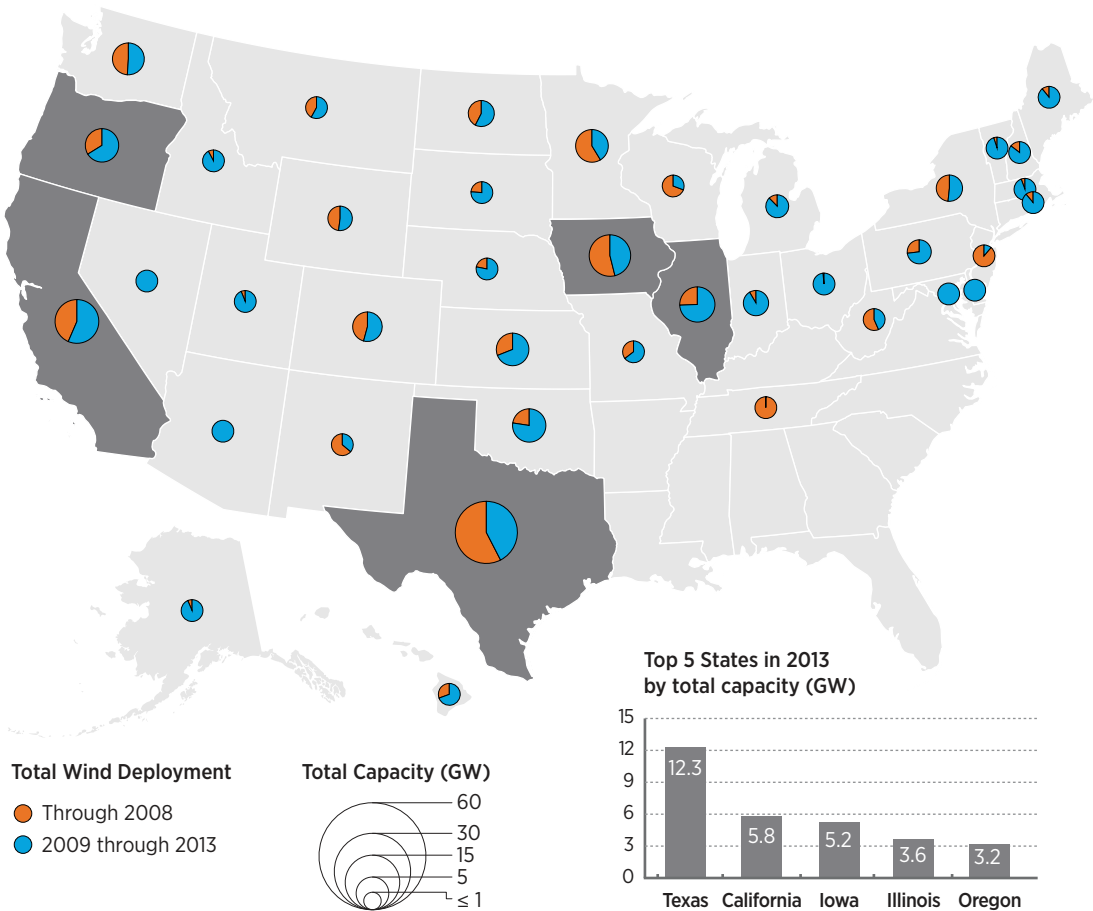 Top 5 States in 2013
by total capacity (GW)
15
12
9
6
3
0
12.3
5.8
5.2
3.6
3.2
Texas California Iowa Illinois Oregon
Total Wind Deployment
Through 2008
2009 through 2013
Total Capacity (GW)
60
30
15
5
≤ 1